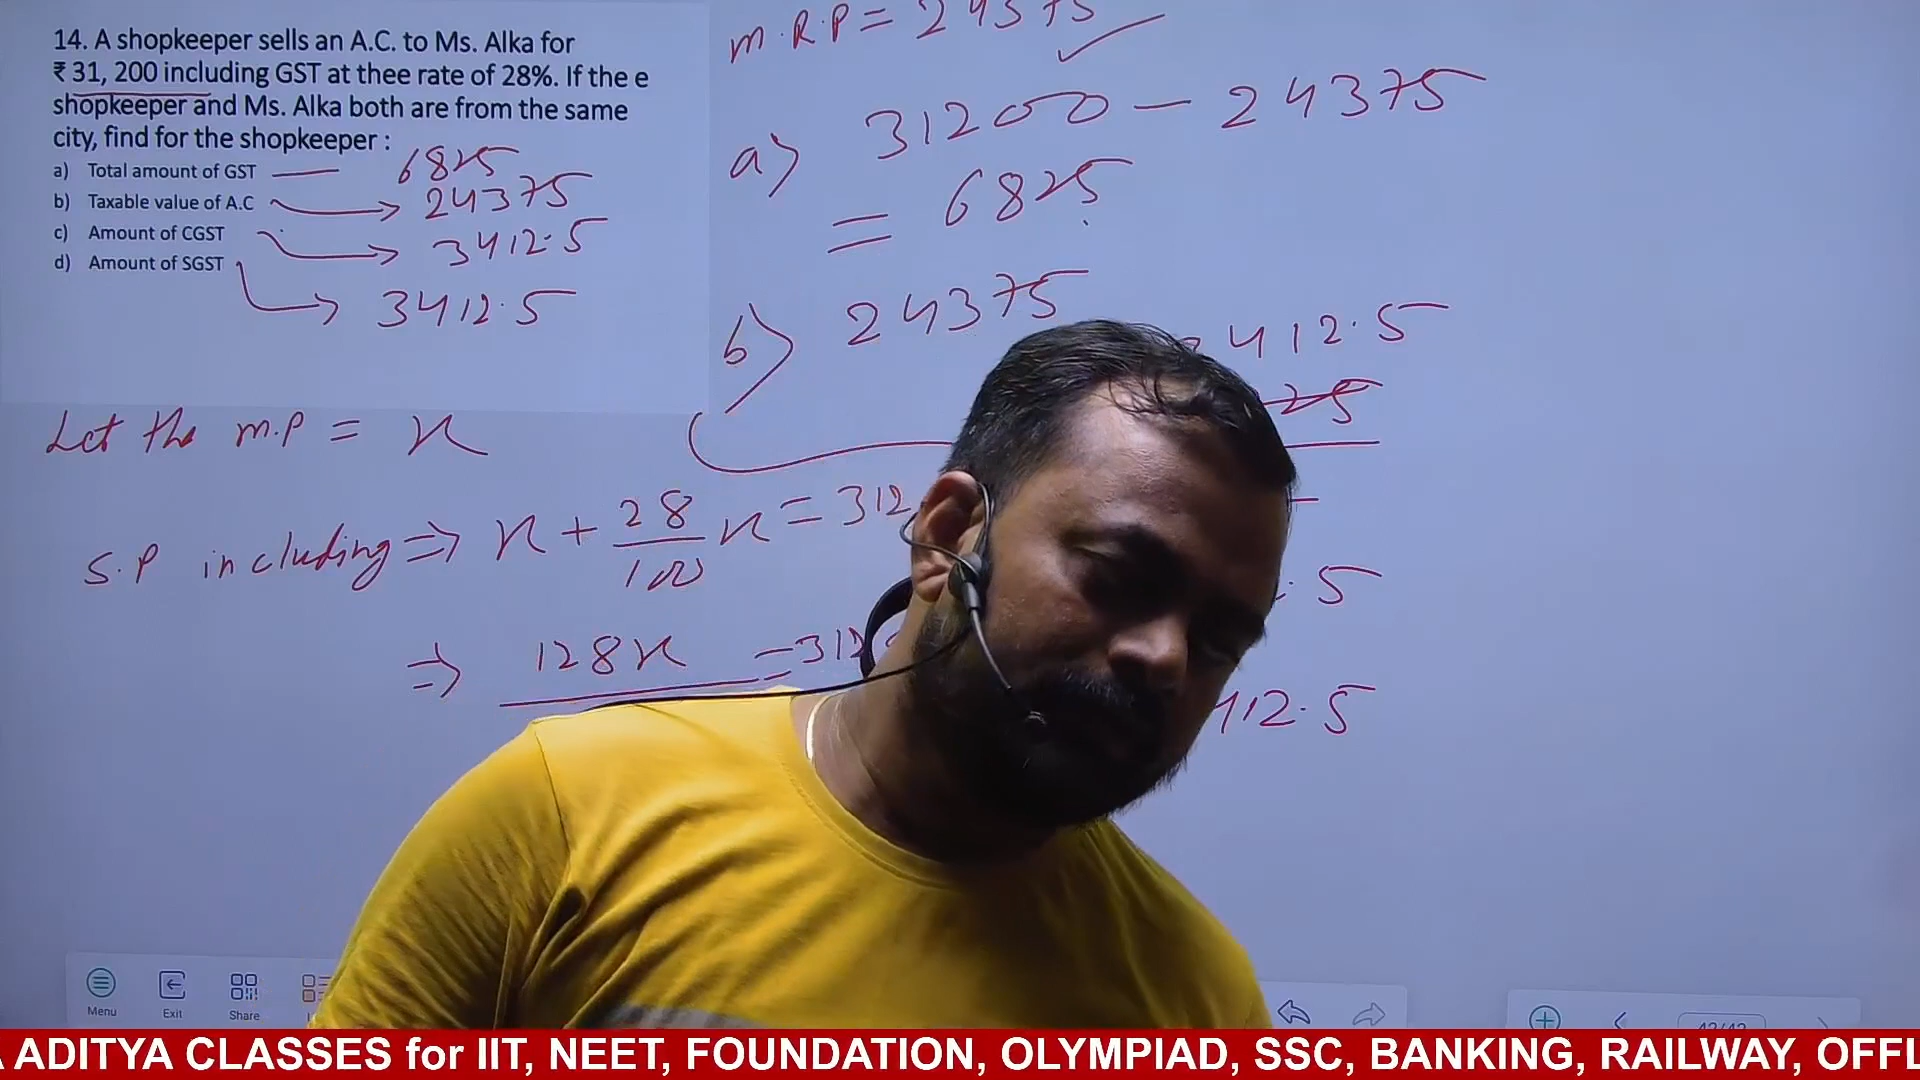 14. A shopkeeper sells an A.C. to Ms. Alka for
₹ 31, 200 including GST at thee rate of 28%. If the e
shopkeeper and Ms. Alka both are from the same
city, find for the shopkeeper :
a) Total amount of GST — 6825
b) Taxable value of A.C → 24375
c) Amount of CGST → 3412.5
d) Amount of SGST → 3412.5
Let the M.P = x
S.P including ⇒ x + 28/100 x = 312
⇒ 128x = 312
M.R.P = 24375 ✓
a) 31200 - 24375
= 6825
b) 24375
412.5
25
.5
412.5
Menu
Exit
Share
ADITYA CLASSES for IIT, NEET, FOUNDATION, OLYMPIAD, SSC, BANKING, RAILWAY, OFFL